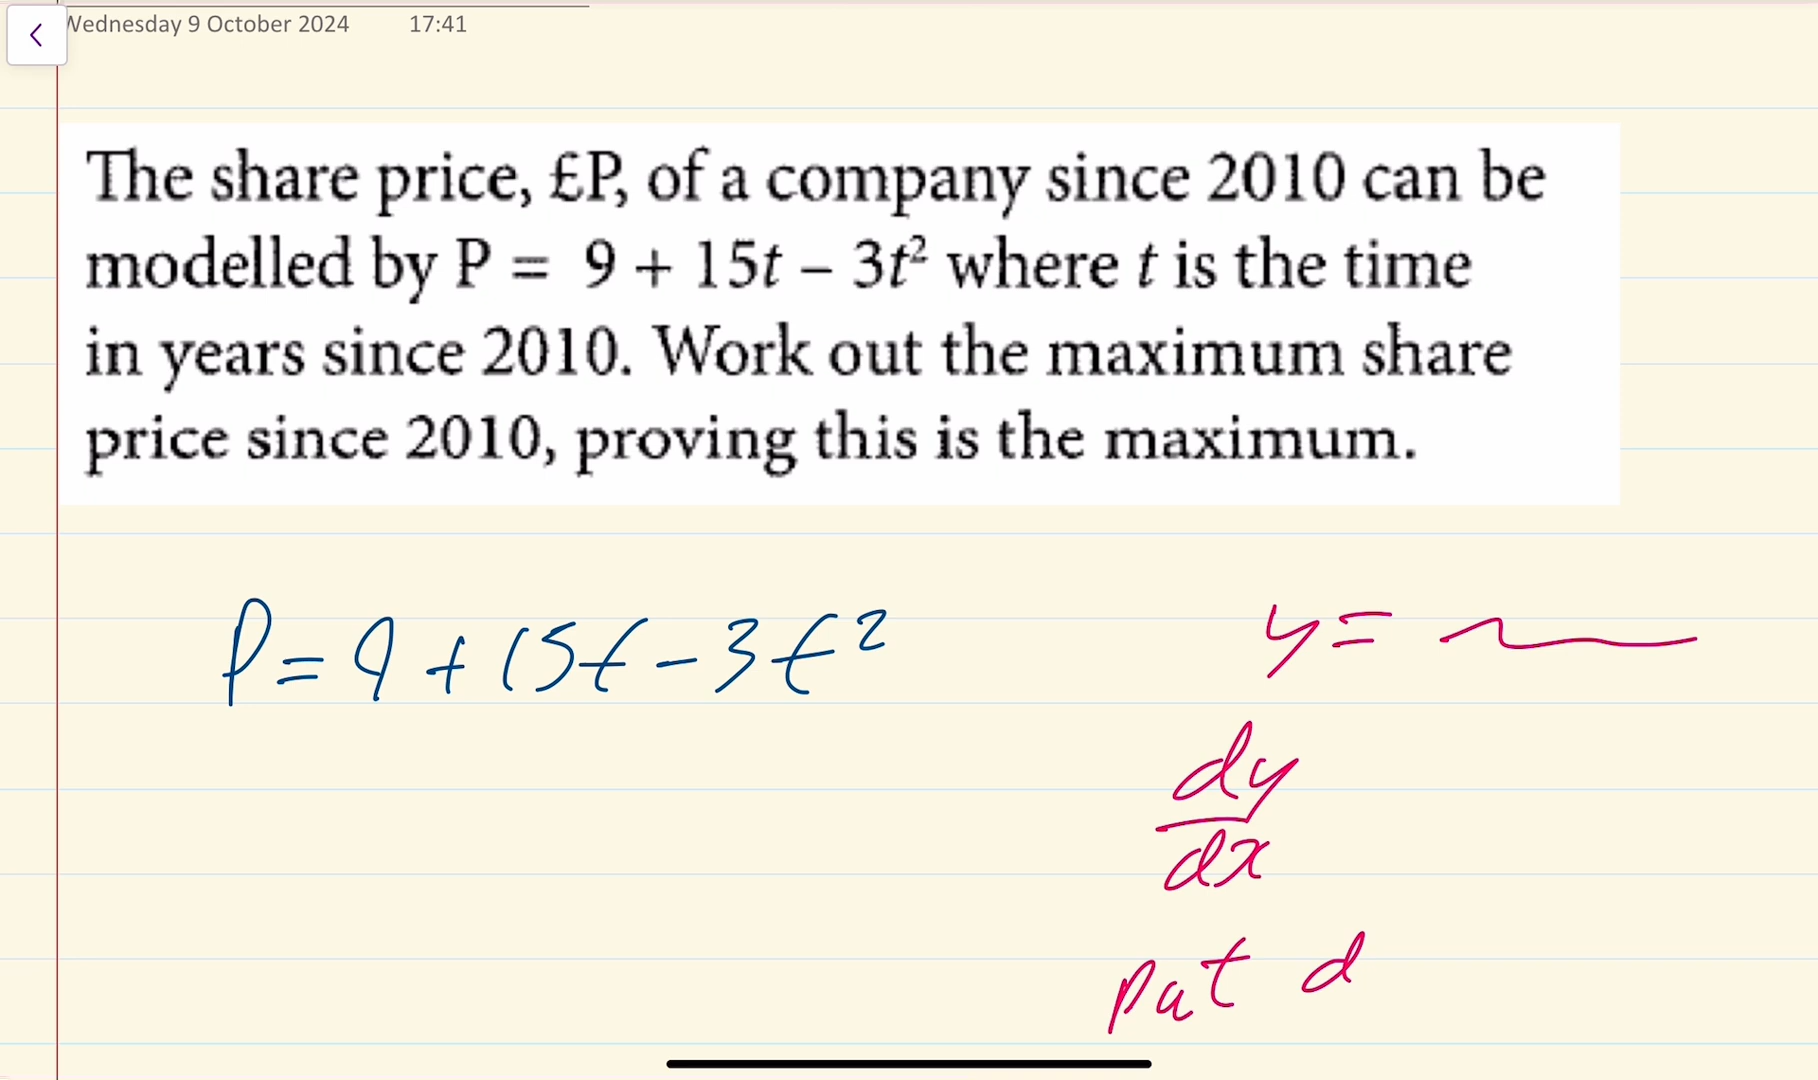 Wednesday 9 October 2024 17:41
The share price, £P, of a company since 2010 can be
modelled by P = 9 + 15t – 3t² where t is the time
in years since 2010. Work out the maximum share
price since 2010, proving this is the maximum.
P = 9 + 15t - 3t²
y =
dy
dx
Put d